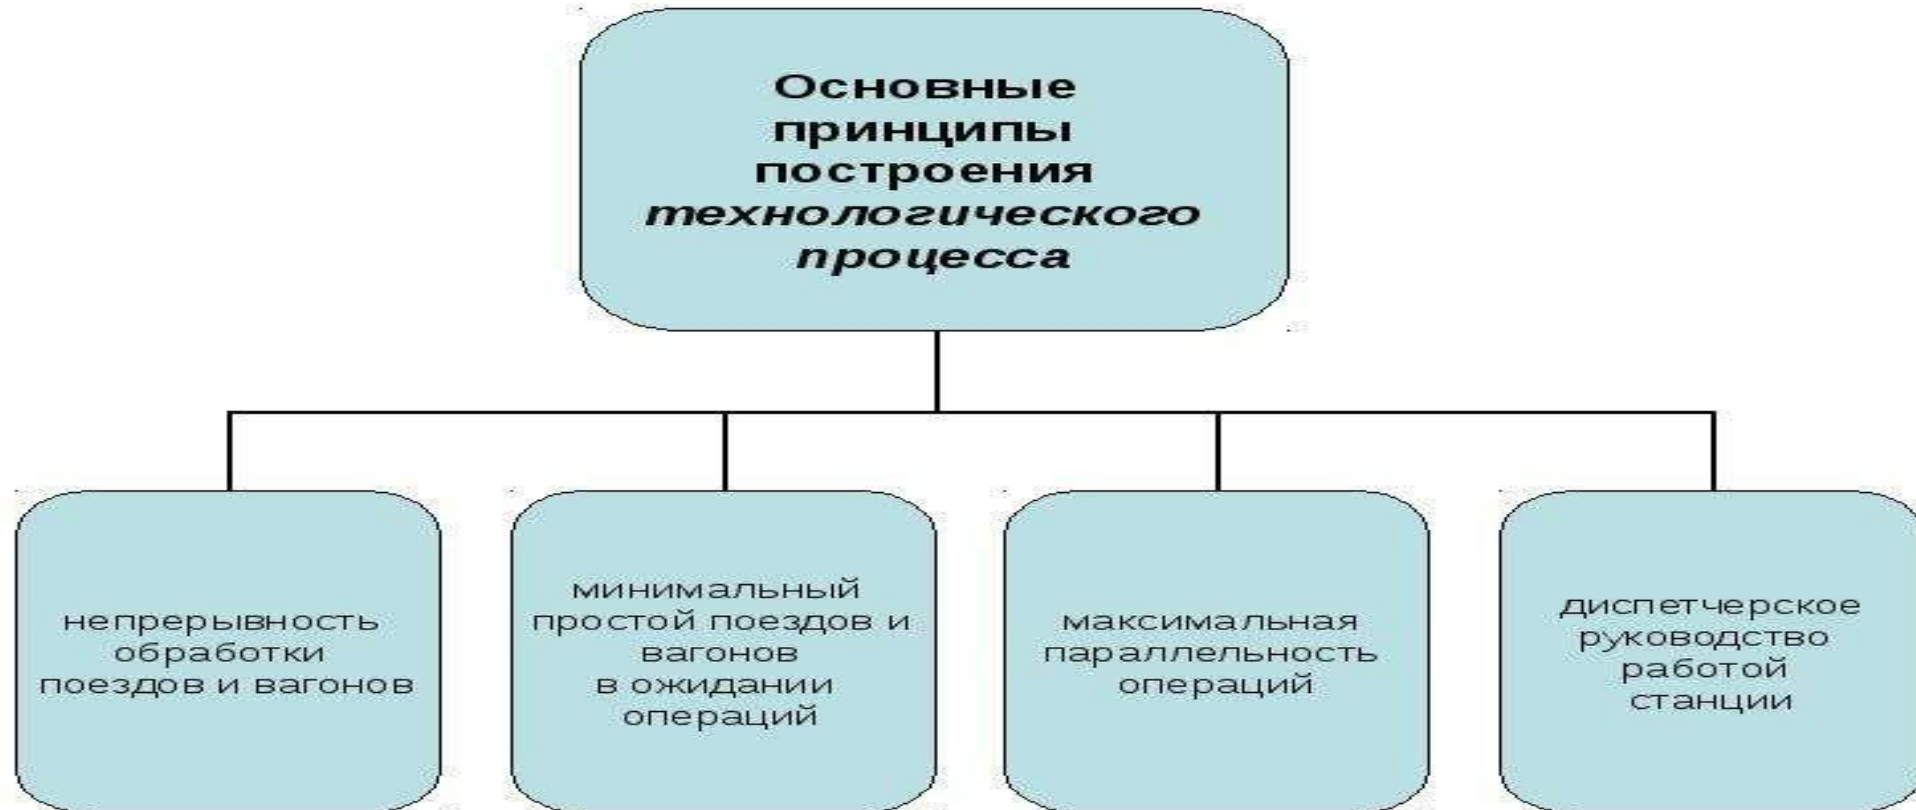 Основные
принципы
построения
технологического
процесса
непрерывность
обработки
поездов и вагонов
минимальный
простой поездов и
вагонов
в ожидании
операций
максимальная
параллельность
операций
диспетчерское
руководство
работой
станции